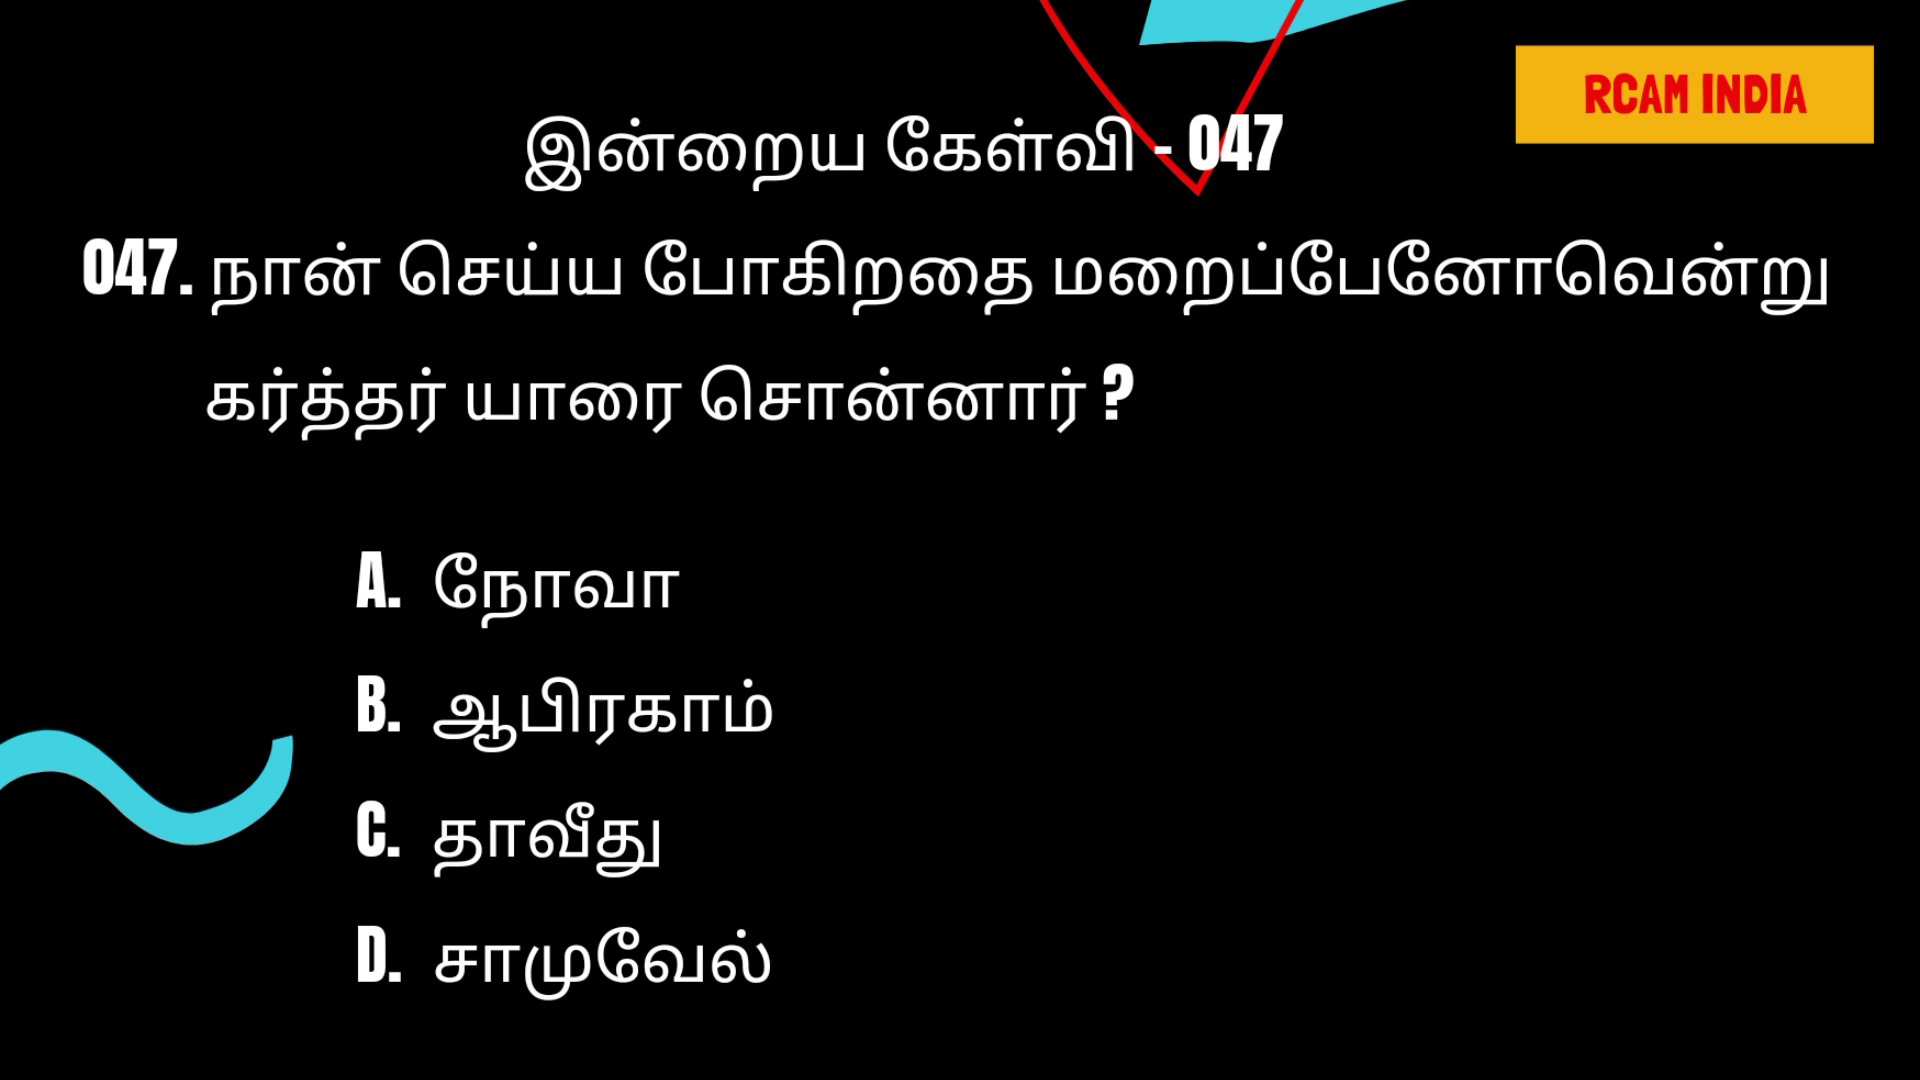 RCAM INDIA
இன்றைய கேள்வி - 047
047. நான் செய்ய போகிறதை மறைப்பேனோவென்று
கர்த்தர் யாரை சொன்னார் ?
A. நோவா
B. ஆபிரகாம்
C. தாவீது
D. சாமுவேல்